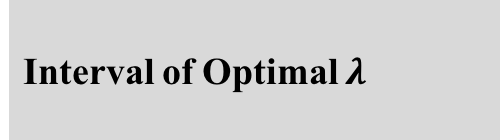 Interval of Optimal λ